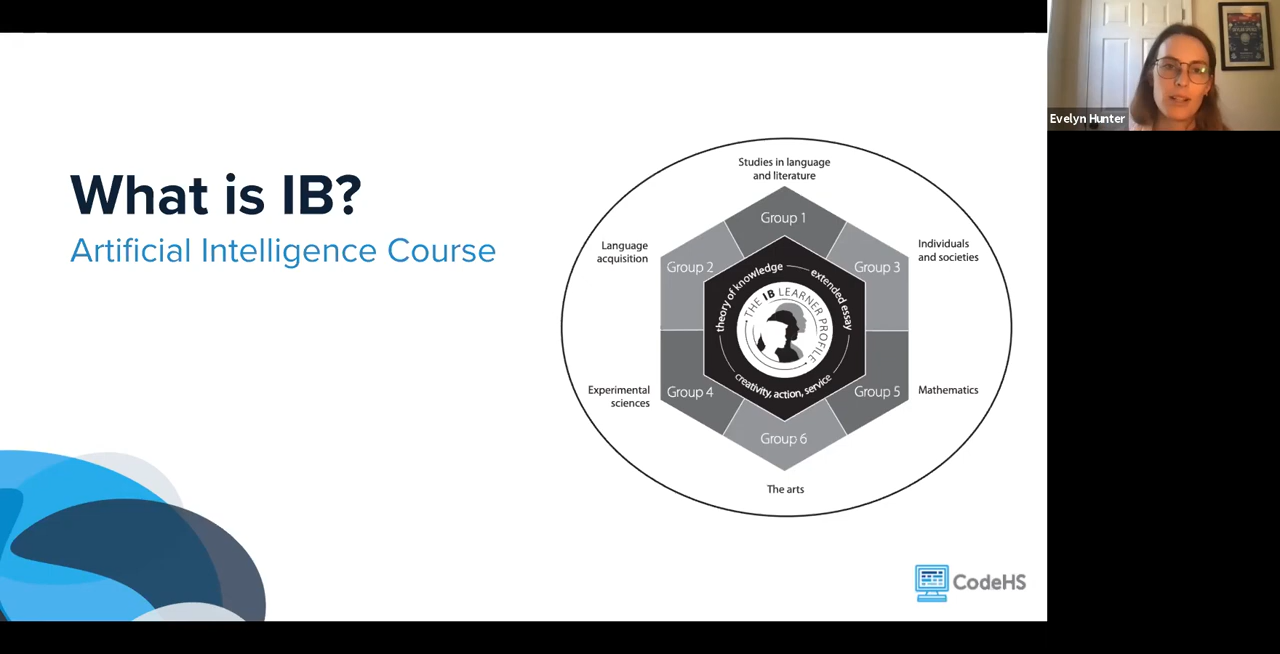 What is IB?
Artificial Intelligence Course
Studies in language
and literature
Group 1
Language
acquisition
Group 2
Individuals
and societies
Group 3
theory of knowledge
extended essay
THE IB LEARNER PROFILE
creativity, action, service
Experimental
sciences
Group 4
Group 5
Mathematics
Group 6
The arts
CodeHS
Evelyn Hunter